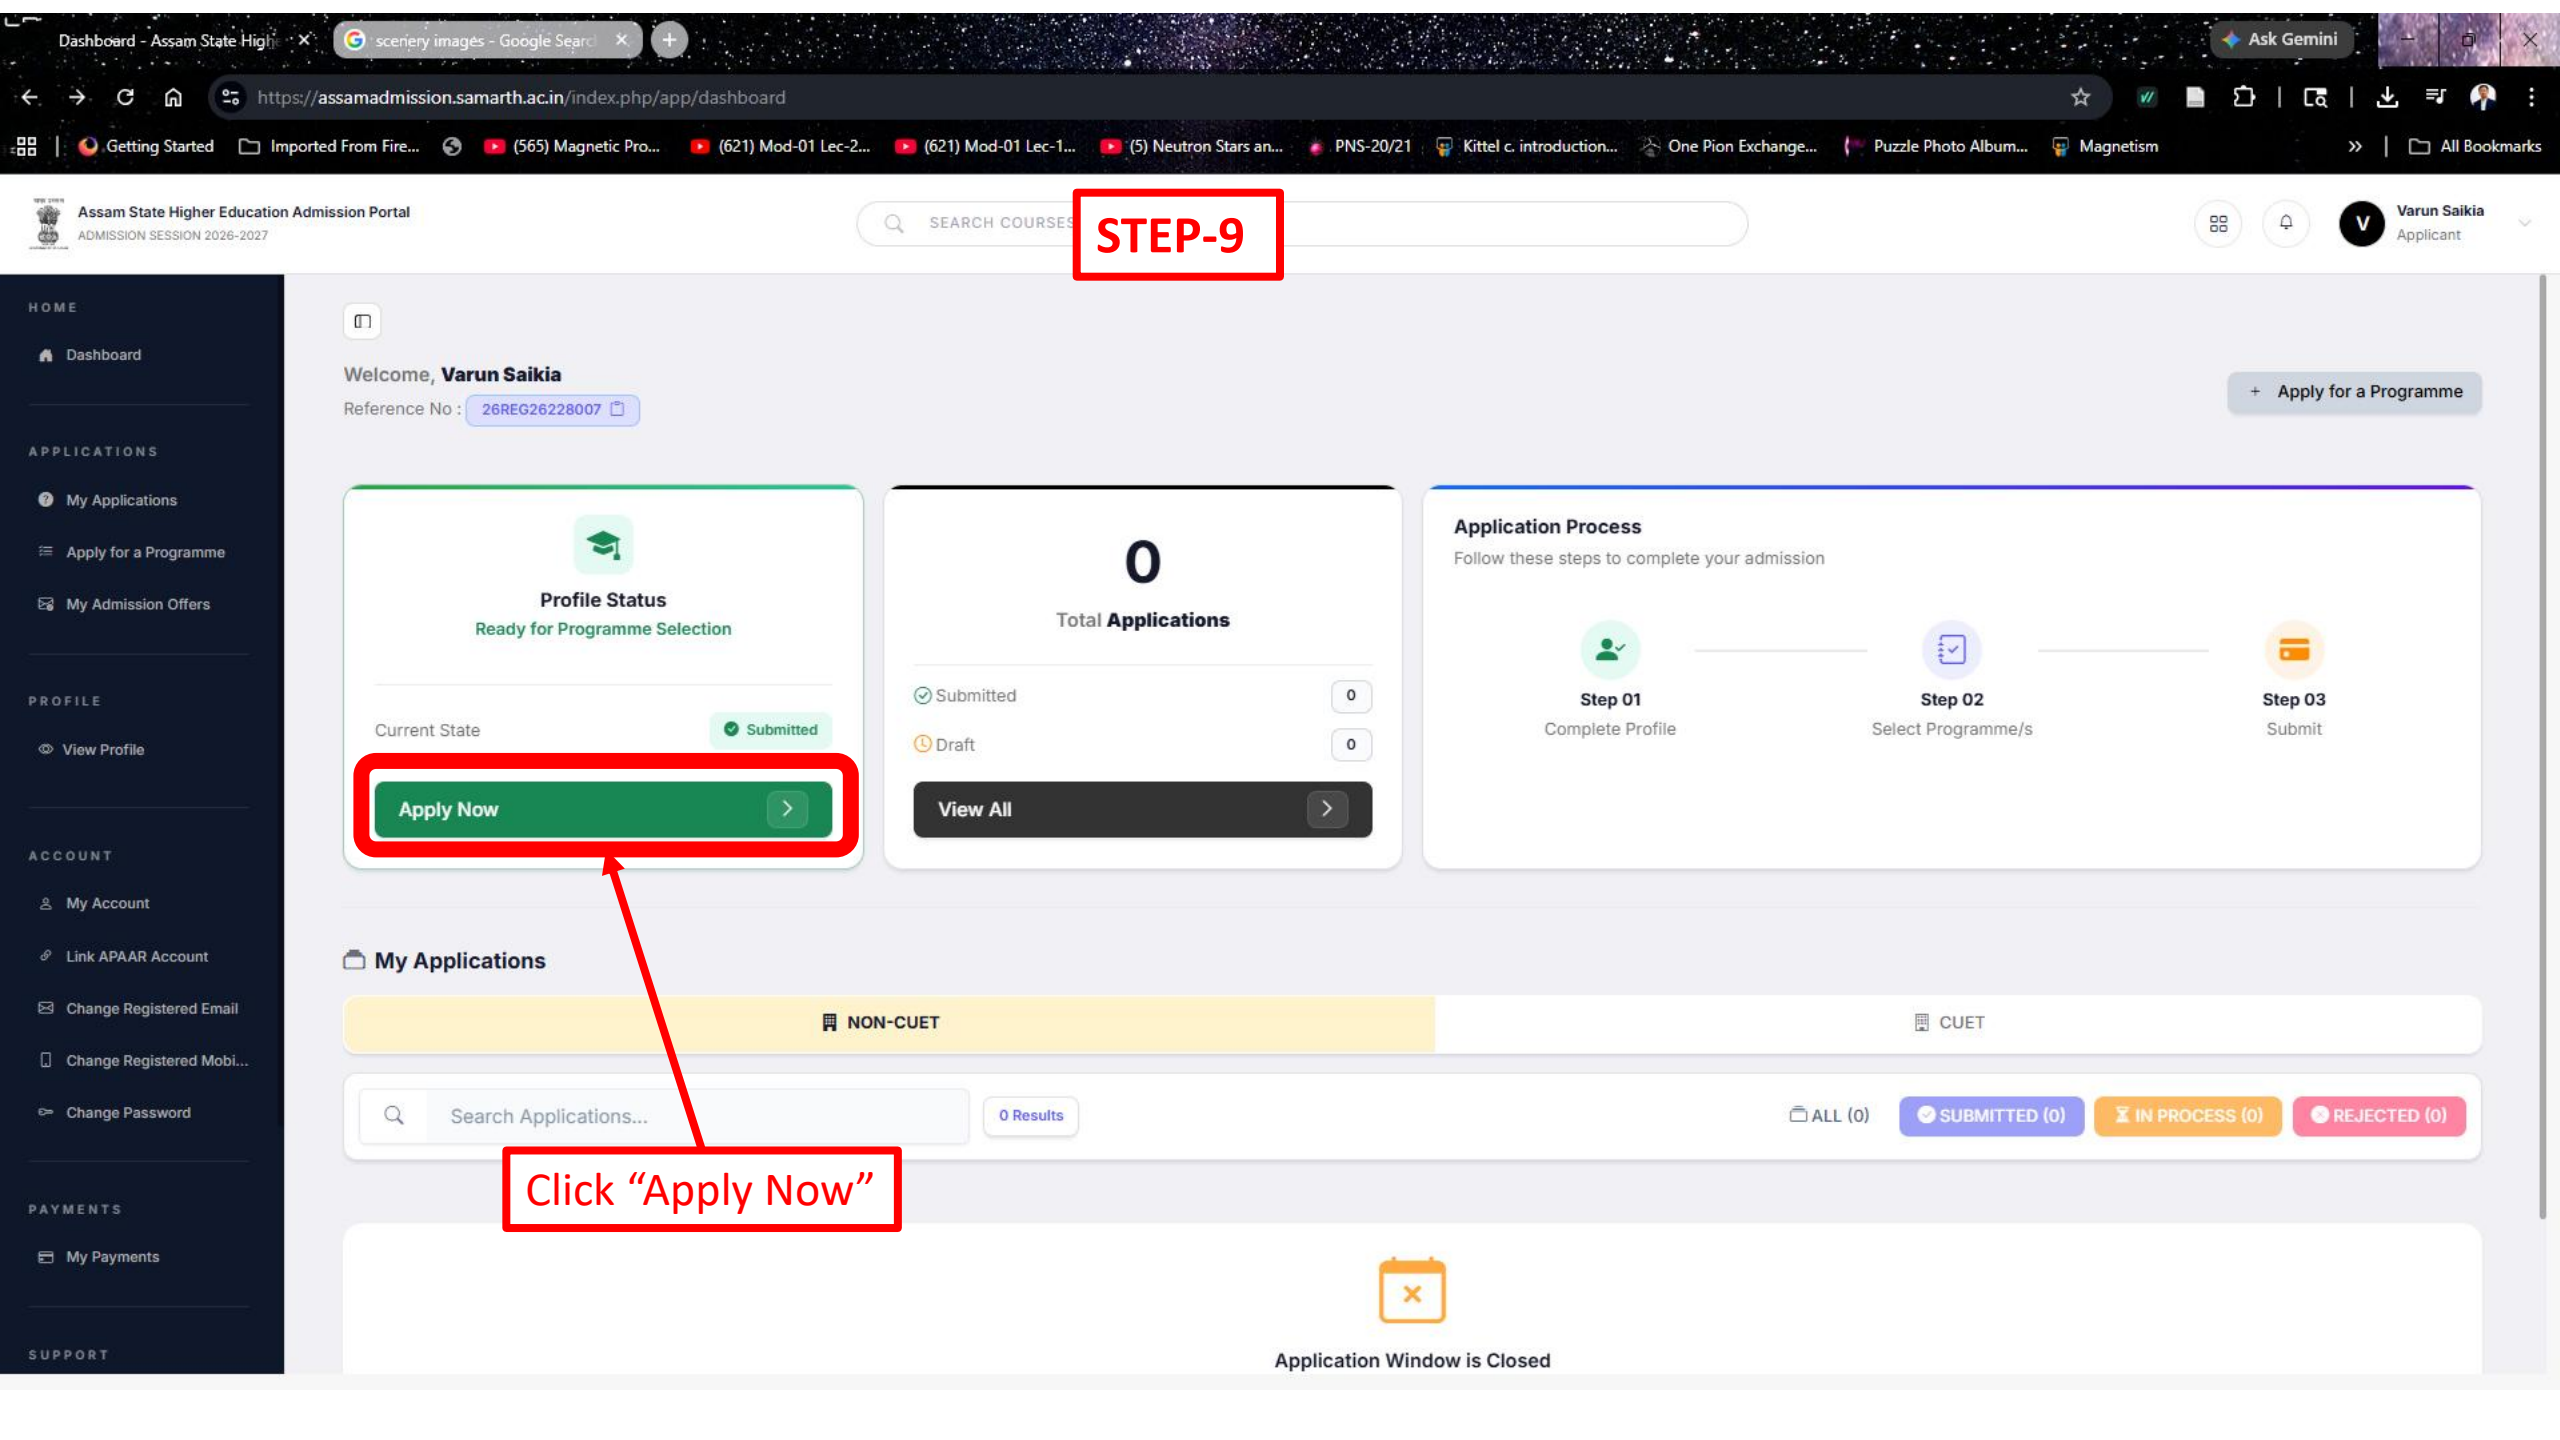 Dashboard - Assam State Highe
scenery images - Google Searc
Ask Gemini
https://assamadmission.samarth.ac.in/index.php/app/dashboard
Getting Started
Imported From Fire...
(565) Magnetic Pro...
(621) Mod-01 Lec-2...
(621) Mod-01 Lec-1...
(5) Neutron Stars an...
PNS-20/21
Kittel c. introduction...
One Pion Exchange...
Puzzle Photo Album...
Magnetism
All Bookmarks
Assam State Higher Education Admission Portal
ADMISSION SESSION 2026-2027
SEARCH COURSES
STEP-9
V
Varun Saikia
Applicant
HOME
Dashboard
APPLICATIONS
My Applications
Apply for a Programme
My Admission Offers
PROFILE
View Profile
ACCOUNT
My Account
Link APAAR Account
Change Registered Email
Change Registered Mobi...
Change Password
PAYMENTS
My Payments
SUPPORT
Welcome, Varun Saikia
Reference No : 26REG26228007
+ Apply for a Programme
Profile Status
Ready for Programme Selection
Current State
Submitted
Apply Now
0
Total Applications
Submitted 0
Draft 0
View All
Application Process
Follow these steps to complete your admission
Step 01
Complete Profile
Step 02
Select Programme/s
Step 03
Submit
My Applications
NON-CUET
CUET
Search Applications...
0 Results
ALL (0)
SUBMITTED (0)
IN PROCESS (0)
REJECTED (0)
Click “Apply Now”
Application Window is Closed